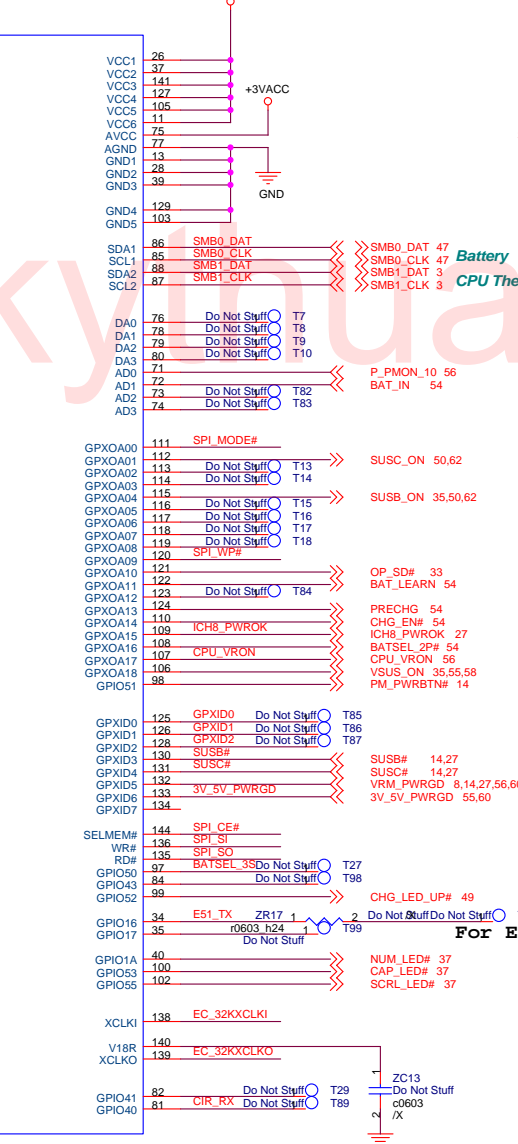 VCC1 26
VCC2 37
VCC3 141
VCC4 127
VCC5 105
VCC6 11
AVCC 75 +3VACC
AGND 77
GND1 13
GND2 28
GND3 39
GND
GND4 129
GND5 103
SDA1 86 SMB0_DAT SMB0_DAT 47 Battery
SCL1 85 SMB0_CLK SMB0_CLK 47
SDA2 88 SMB1_DAT SMB1_DAT 3 CPU The
SCL2 87 SMB1_CLK SMB1_CLK 3
kythua
DA0 76 Do Not Stuff T7
DA1 78 Do Not Stuff T8
DA2 79 Do Not Stuff T9
DA3 80 Do Not Stuff T10
AD0 71 P_PMON_10 56
AD1 72 BAT_IN 54
AD2 73 Do Not Stuff T82
AD3 74 Do Not Stuff T83
GPXOA00 111 SPI_MODE#
GPXOA01 112 SUSC_ON 50,62
GPXOA02 113 Do Not Stuff T13
GPXOA03 114 Do Not Stuff T14
GPXOA04 115 SUSB_ON 35,50,62
GPXOA05 116 Do Not Stuff T15
GPXOA06 117 Do Not Stuff T16
GPXOA07 118 Do Not Stuff T17
GPXOA08 119 Do Not Stuff T18
GPXOA09 120 SPI_WP#
GPXOA10 121 OP_SD# 33
GPXOA11 122 BAT_LEARN 54
GPXOA12 123 Do Not Stuff T84
GPXOA13 124 PRECHG 54
GPXOA14 110 CHG_EN# 54
GPXOA15 109 ICH8_PWROK ICH8_PWROK 27
GPXOA16 108 BATSEL_2P# 54
GPXOA17 107 CPU_VRON CPU_VRON 56
GPXOA18 106 VSUS_ON 35,55,58
GPIO51 98 PM_PWRBTN# 14
GPXID0 125 GPXID0 Do Not Stuff T85
GPXID1 126 GPXID1 Do Not Stuff T86
GPXID2 128 GPXID2 Do Not Stuff T87
GPXID3 130 SUSB# SUSB# 14,27
GPXID4 131 SUSC# SUSC# 14,27
GPXID5 132 VRM_PWRGD 8,14,27,56,60
GPXID6 133 3V_5V_PWRGD 3V_5V_PWRGD 55,60
GPXID7 134
SELMEM# 144 SPI_CE#
WR# 136 SPI_SI
RD# 135 SPI_SO
GPIO50 97 BATSEL_3S Do Not Stuff T27
GPIO43 84 Do Not Stuff T98
GPIO52 99 CHG_LED_UP# 49
GPIO16 34 E51_TX ZR17 1 2 Do Not Stuff Do Not Stuff
GPIO17 35 r0603_h24 1 T99 For E
Do Not Stuff
GPIO1A 40 NUM_LED# 37
GPIO53 100 CAP_LED# 37
GPIO55 102 SCRL_LED# 37
XCLKI 138 EC_32KXCLKI
V18R 140
XCLKO 139 EC_32KXCLKO
1 ZC13
GPIO41 82 Do Not Stuff T29 Do Not Stuff
GPIO40 81 CIR_RX Do Not Stuff T89 c0603
2 /X